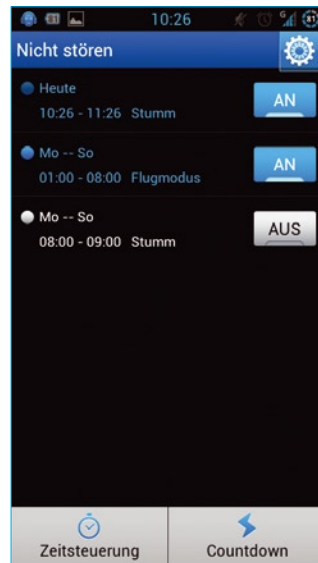 10:26
Nicht stören
Heute
10:26 - 11:26 Stumm
AN
Mo -- So
01:00 - 08:00 Flugmodus
AN
Mo -- So
08:00 - 09:00 Stumm
AUS
Zeitsteuerung
Countdown